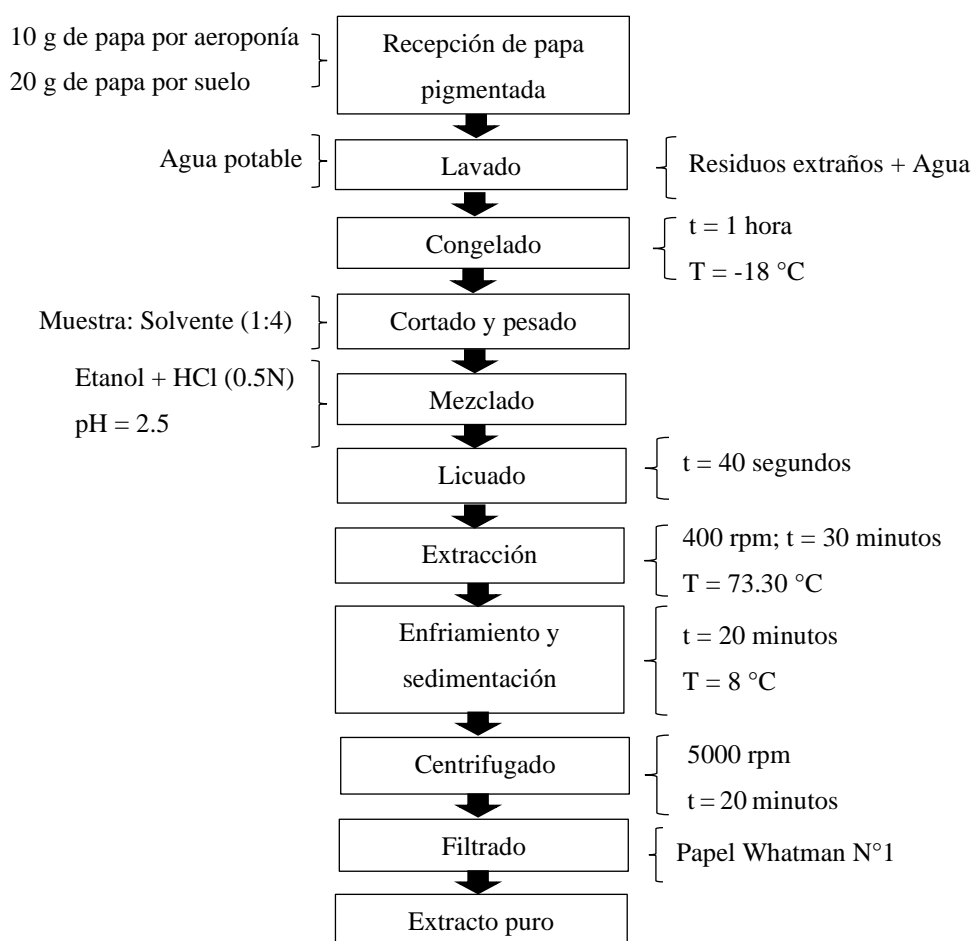 10 g de papa por aeroponía
20 g de papa por suelo
Recepción de papa
pigmentada
Agua potable
Lavado
Residuos extraños + Agua
Congelado
t = 1 hora
T = -18 °C
Muestra: Solvente (1:4)
Cortado y pesado
Etanol + HCl (0.5N)
pH = 2.5
Mezclado
Licuado
t = 40 segundos
Extracción
400 rpm; t = 30 minutos
T = 73.30 °C
Enfriamiento y
sedimentación
t = 20 minutos
T = 8 °C
Centrifugado
5000 rpm
t = 20 minutos
Filtrado
Papel Whatman N°1
Extracto puro